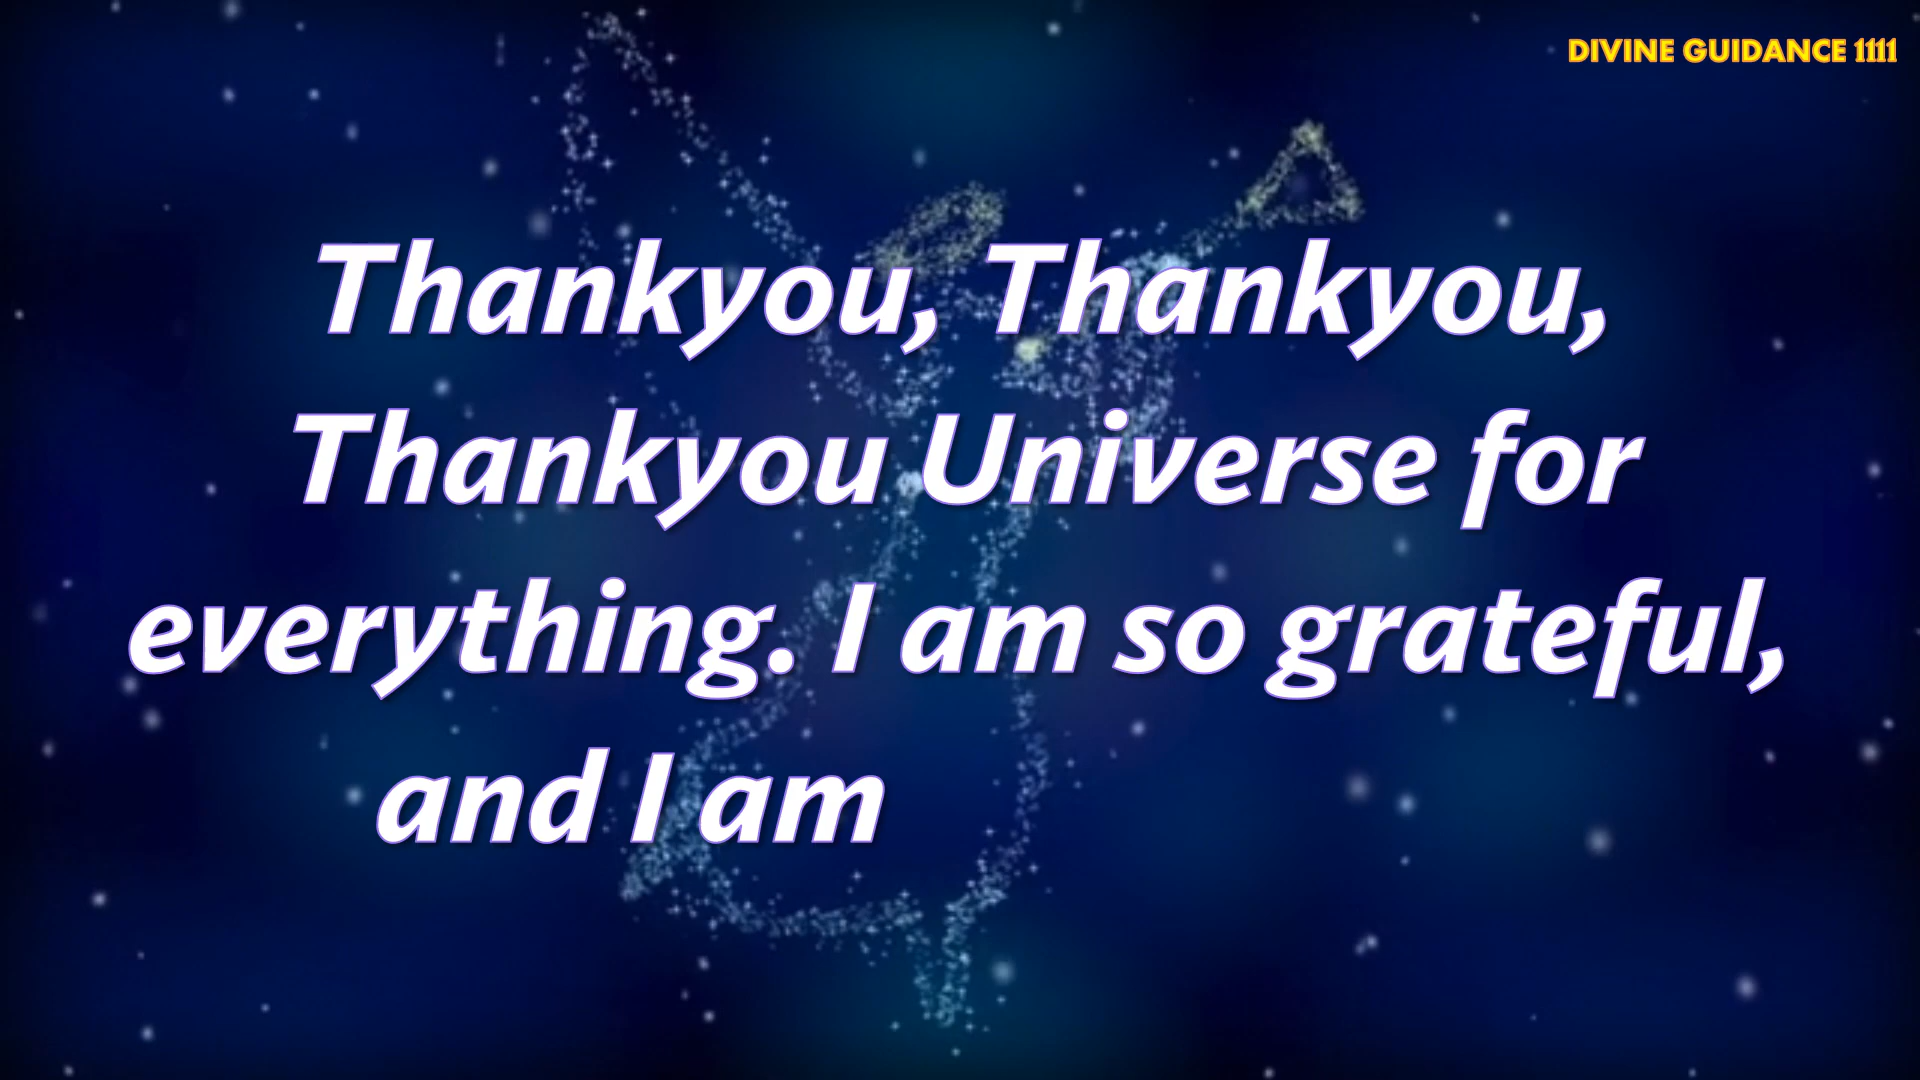 DIVINE GUIDANCE 1111
Thankyou, Thankyou,
Thankyou Universe for
everything. I am so grateful,
and I am